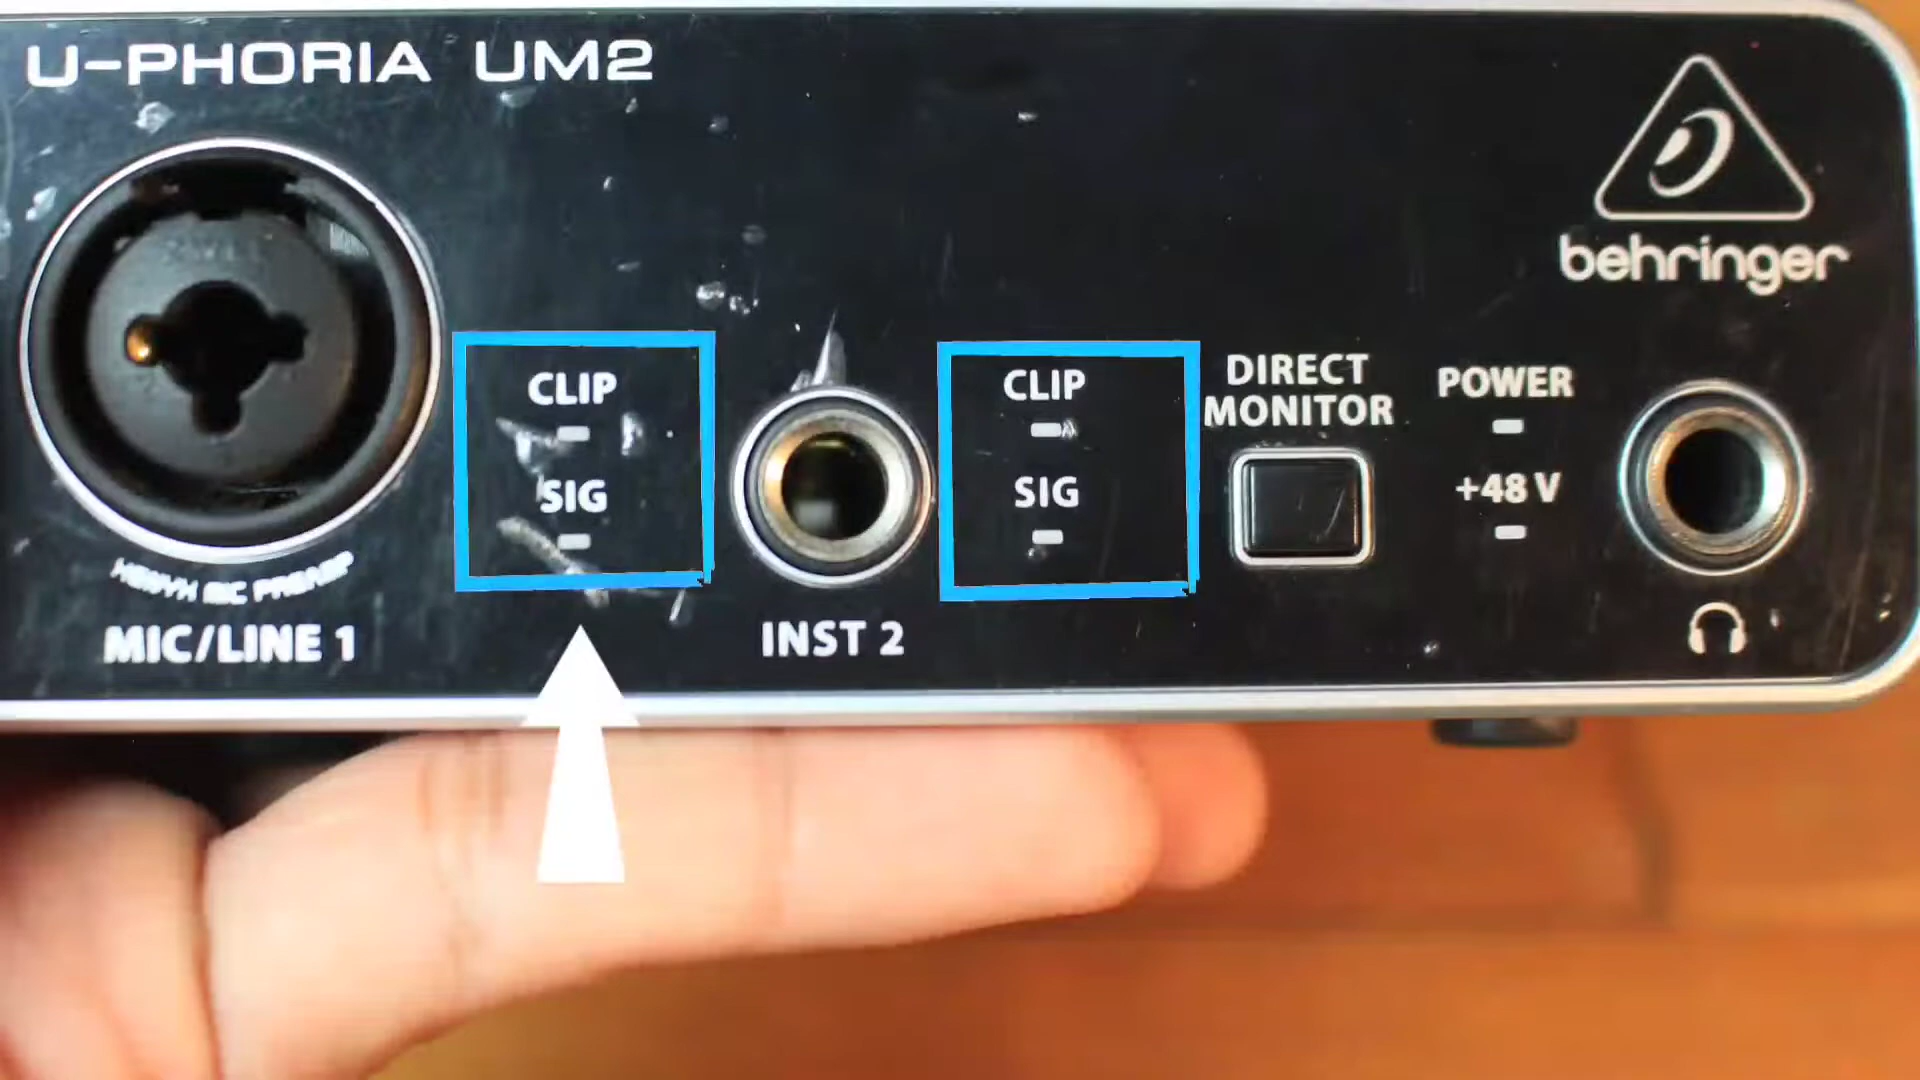 U-PHORIA UM2
behringer
CLIP
SIG
MIC/LINE 1
INST 2
CLIP
SIG
DIRECT
MONITOR
POWER
+48 V